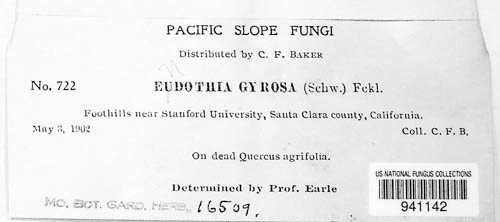 PACIFIC SLOPE FUNGI
Distributed by C. F. BAKER
No. 722 EUDOTHIA GYROSA (Schw.) Fckl.
Foothills near Stanford University, Santa Clara county, California.
May 3, 1902 Coll. C. F. B.
On dead Quercus agrifolia.
Determined by Prof. Earle
US NATIONAL FUNGUS COLLECTIONS
941142
MO. BOT. GARD. HERB. 16509.